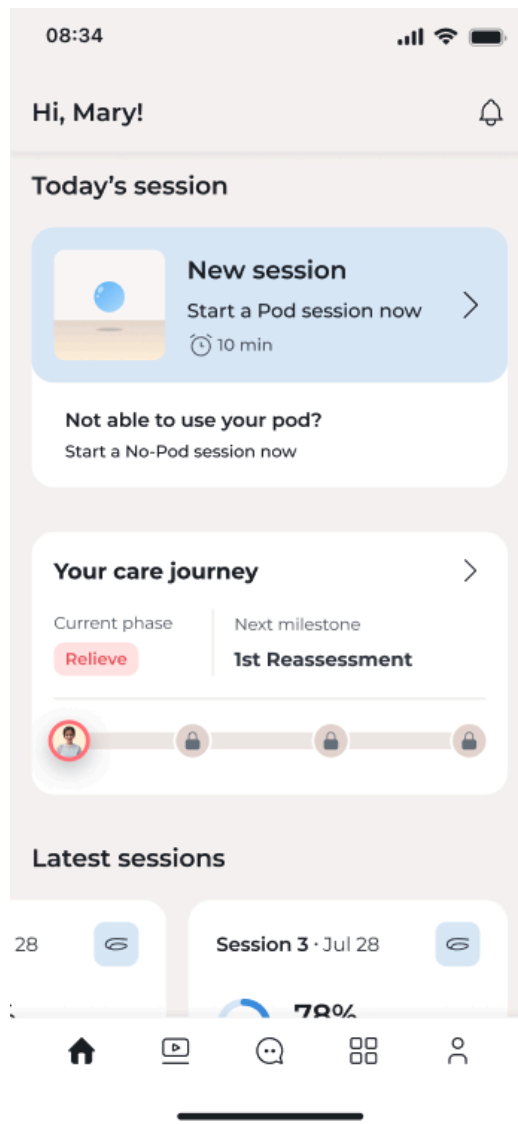 08:34
Hi, Mary!
Today’s session
New session
Start a Pod session now
10 min
Not able to use your pod?
Start a No-Pod session now
Your care journey
Current phase
Next milestone
Relieve
1st Reassessment
Latest sessions
28
Session 3 · Jul 28
78%